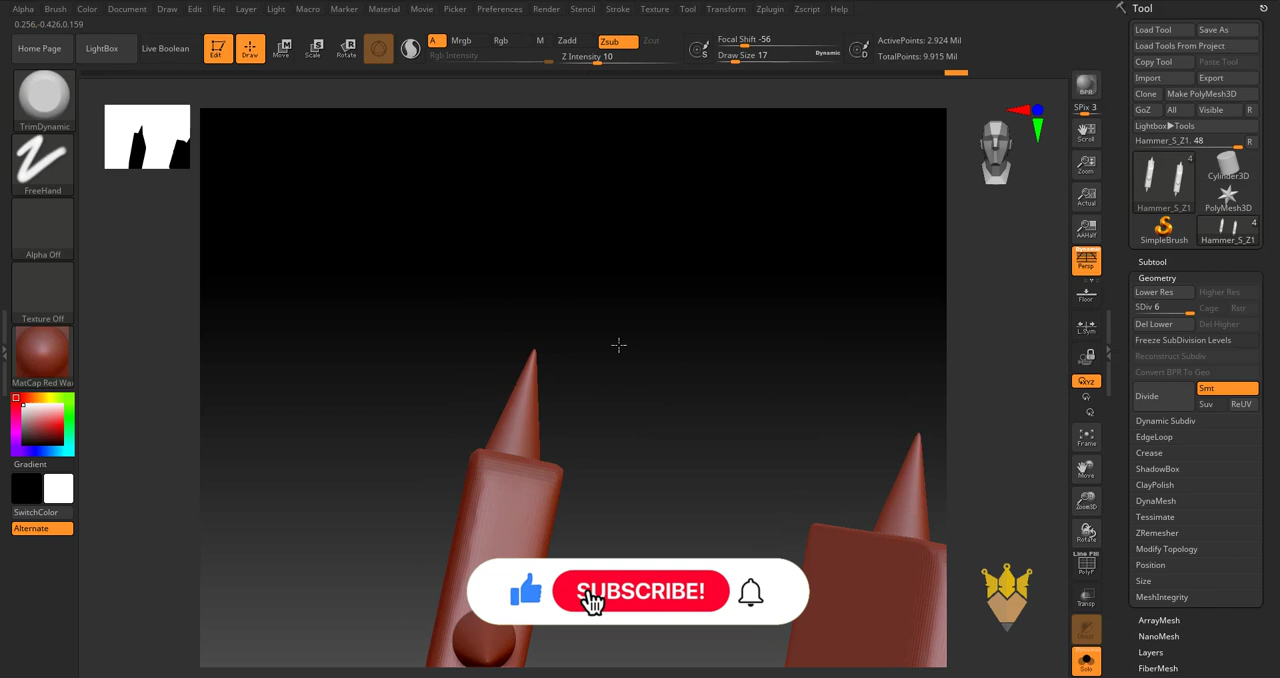 Alpha Brush Color Document Draw Edit File Layer Light Macro Marker Material Movie Picker Preferences Render Stencil Stroke Texture Tool Transform Zplugin Zscript Help
0.256,-0.426,0.159
Home Page LightBox Live Boolean Edit Draw Move Scale Rotate A Mrgb Rgb M Zadd Zsub Zcut
Rgb Intensity Z Intensity 10
S Focal Shift -56
Draw Size 17 Dynamic D
ActivePoints: 2.924 Mil
TotalPoints: 9.915 Mil
TrimDynamic
FreeHand
Alpha Off
Texture Off
MatCap Red Wa
Gradient
SwitchColor
Alternate
SUBSCRIBE!
BPR
SPix 3
Scroll
Zoom
Actual
AAHalf
Dynamic
Persp
Floor
L.Sym
XYZ
Frame
Move
Zoom3D
Rotate
Line Fill
PolyF
Transp
Solo
Tool
Load Tool Save As
Load Tools From Project
Copy Tool Paste Tool
Import Export
Clone Make PolyMesh3D
GoZ All Visible R
Lightbox▶Tools
Hammer_S_Z1. 48 R
4
Cylinder3D
Hammer_S_Z1 PolyMesh3D
4
SimpleBrush Hammer_S_Z1
Subtool
Geometry
Lower Res Higher Res
SDiv 6 Cage Rstr
Del Lower Del Higher
Freeze SubDivision Levels
Reconstruct Subdiv
Convert BPR To Geo
Divide Smt
Suv ReUV
Dynamic Subdiv
EdgeLoop
Crease
ShadowBox
ClayPolish
DynaMesh
Tessimate
ZRemesher
Modify Topology
Position
Size
MeshIntegrity
ArrayMesh
NanoMesh
Layers
FiberMesh